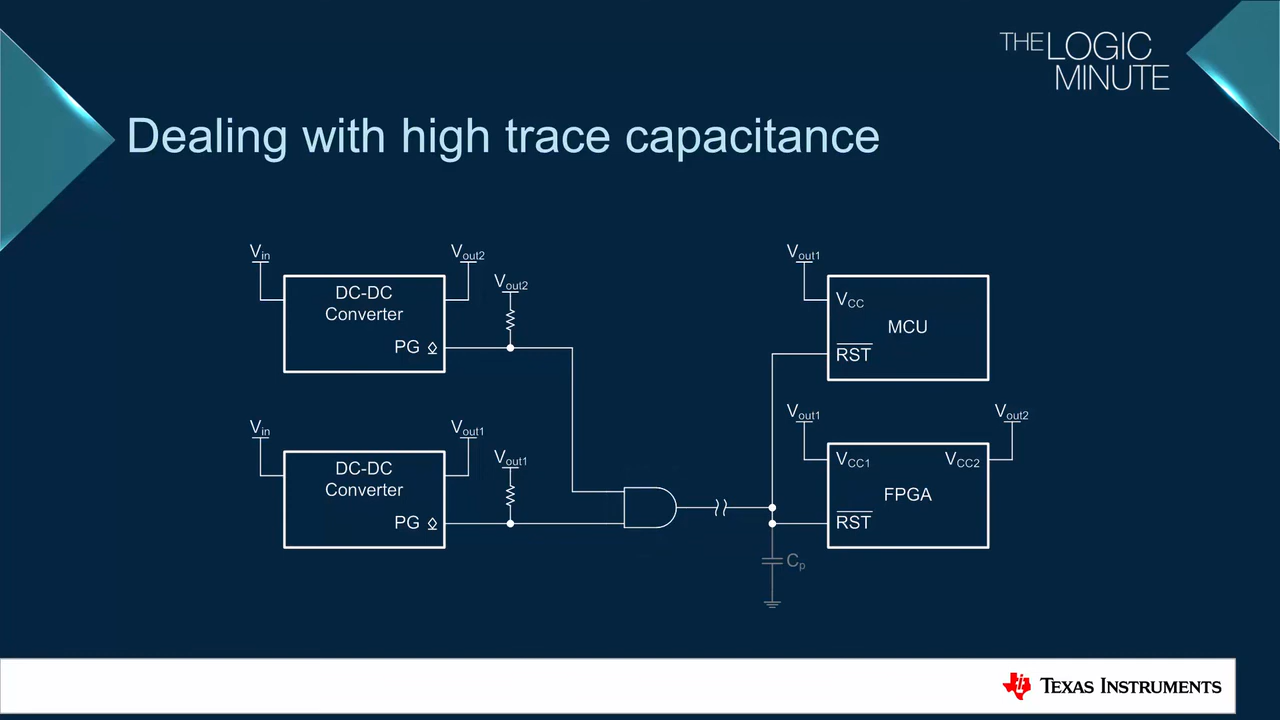 THE LOGIC
MINUTE
Dealing with high trace capacitance
Vin
Vout2
DC-DC
Converter
PG
Vout2
Vin
Vout1
DC-DC
Converter
PG
Vout1
Vout1
VCC
MCU
RST
Vout1
Vout2
VCC1
VCC2
FPGA
RST
Cp
TEXAS INSTRUMENTS